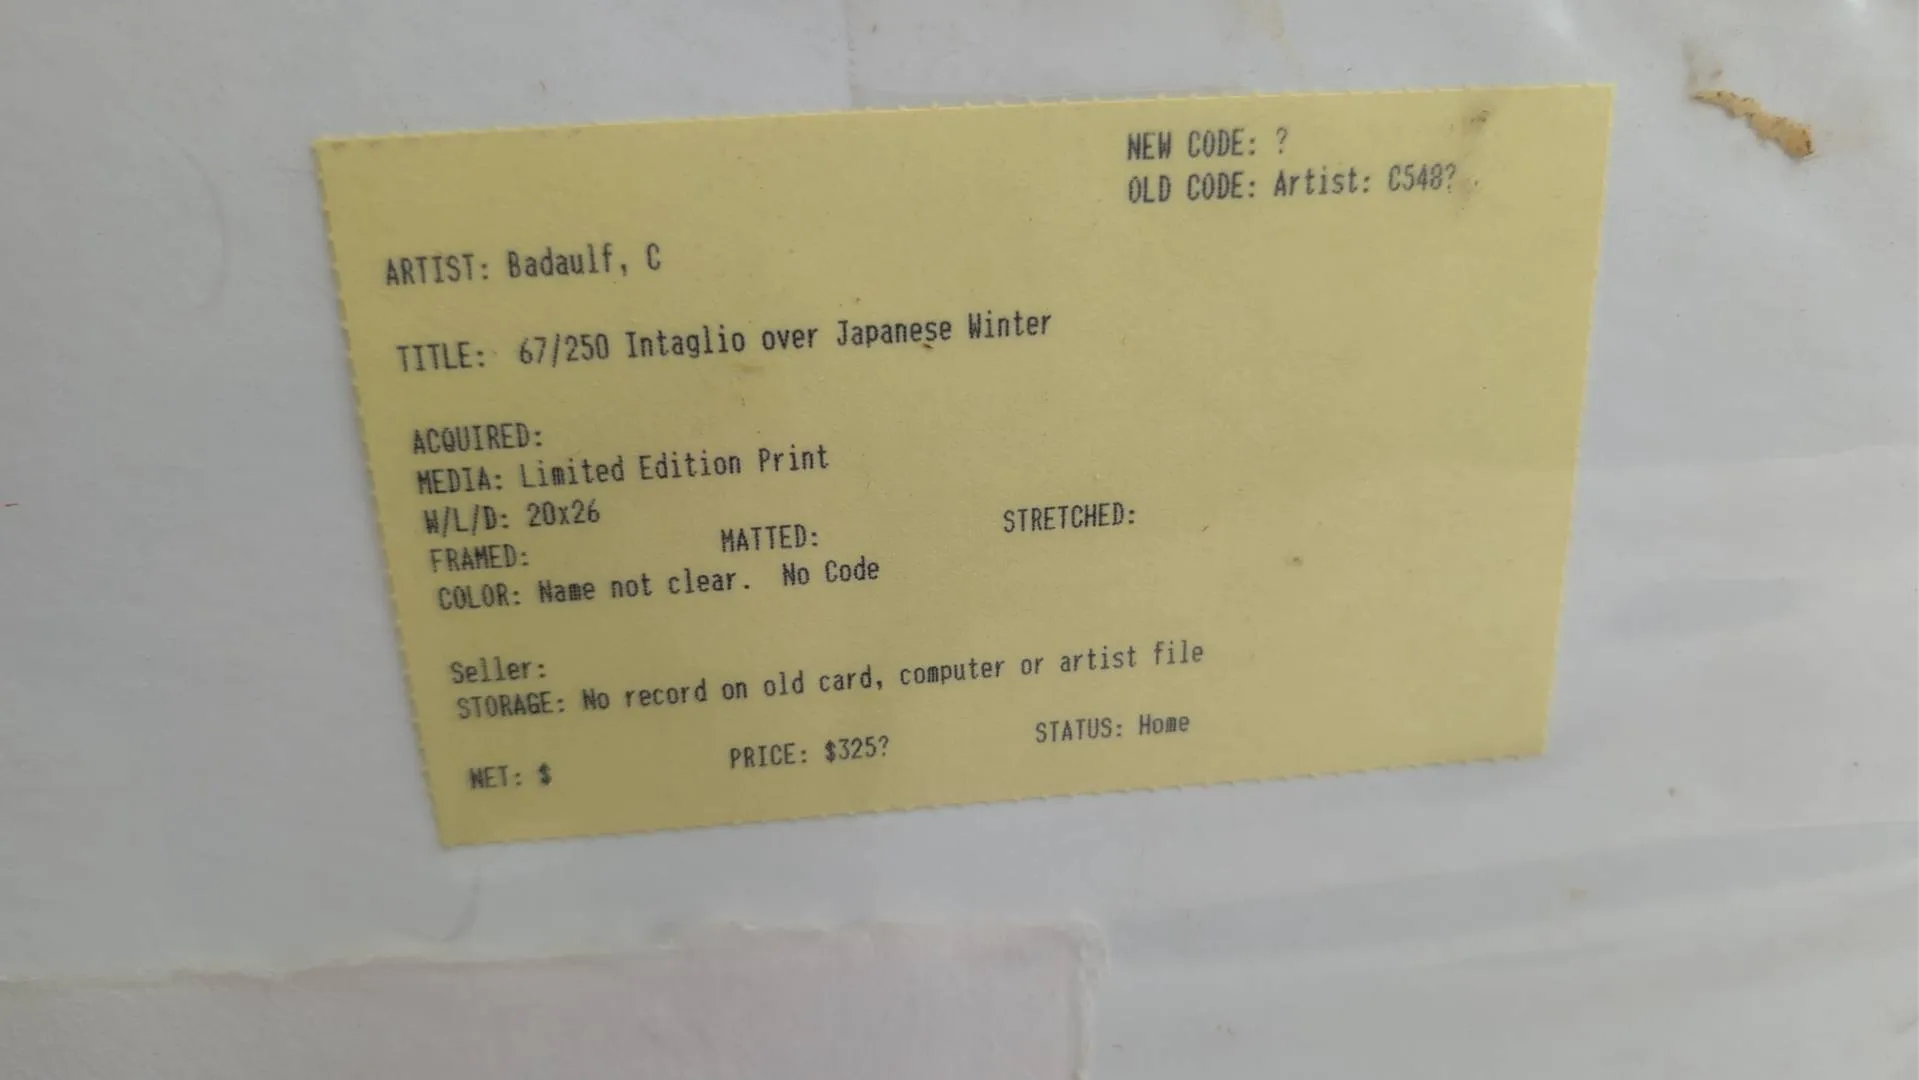 NEW CODE: ?
OLD CODE: Artist: C548?
ARTIST: Badaulf, C
TITLE: 67/250 Intaglio over Japanese Winter
ACQUIRED:
MEDIA: Limited Edition Print
W/L/D: 20x26
FRAMED: MATTED: STRETCHED:
COLOR: Name not clear. No Code
Seller:
STORAGE: No record on old card, computer or artist file
NET: $ PRICE: $325? STATUS: Home